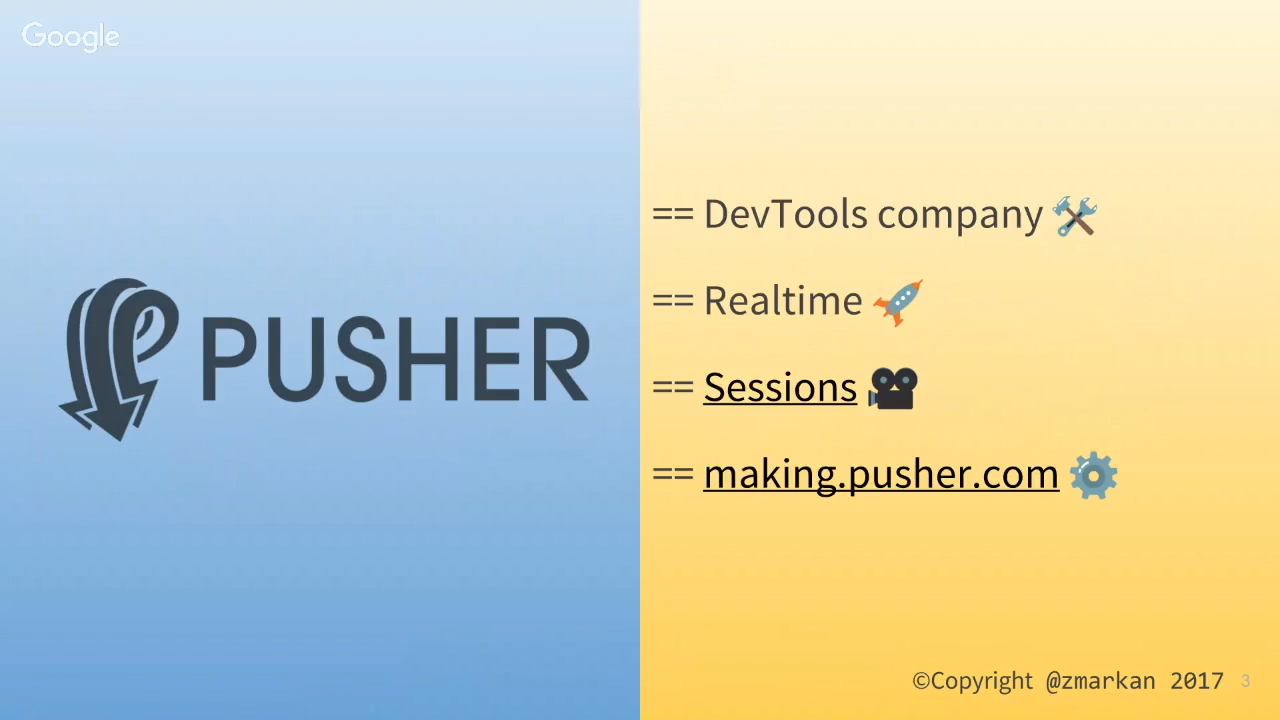 Google
PUSHER
== DevTools company 🛠
== Realtime 🚀
== Sessions 🎥
== making.pusher.com ⚙
©Copyright @zmarkan 2017 3